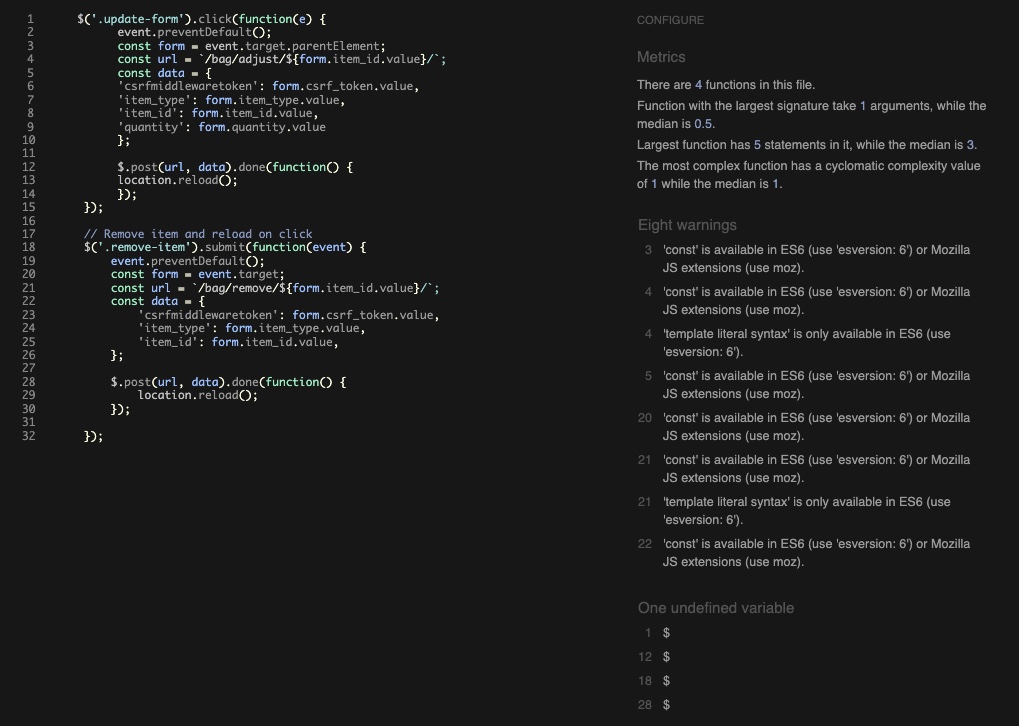 1 $('.update-form').click(function(e) {
2 event.preventDefault();
3 const form = event.target.parentElement;
4 const url = `/bag/adjust/${form.item_id.value}/`;
5 const data = {
6 'csrfmiddlewaretoken': form.csrf_token.value,
7 'item_type': form.item_type.value,
8 'item_id': form.item_id.value,
9 'quantity': form.quantity.value
10 };
11
12 $.post(url, data).done(function() {
13 location.reload();
14 });
15 });
16
17 // Remove item and reload on click
18 $('.remove-item').submit(function(event) {
19 event.preventDefault();
20 const form = event.target;
21 const url = `/bag/remove/${form.item_id.value}/`;
22 const data = {
23 'csrfmiddlewaretoken': form.csrf_token.value,
24 'item_type': form.item_type.value,
25 'item_id': form.item_id.value,
26 };
27
28 $.post(url, data).done(function() {
29 location.reload();
30 });
31
32 });
CONFIGURE
Metrics
There are 4 functions in this file.
Function with the largest signature take 1 arguments, while the
median is 0.5.
Largest function has 5 statements in it, while the median is 3.
The most complex function has a cyclomatic complexity value
of 1 while the median is 1.
Eight warnings
3 'const' is available in ES6 (use 'esversion: 6') or Mozilla
JS extensions (use moz).
4 'const' is available in ES6 (use 'esversion: 6') or Mozilla
JS extensions (use moz).
4 'template literal syntax' is only available in ES6 (use
'esversion: 6').
5 'const' is available in ES6 (use 'esversion: 6') or Mozilla
JS extensions (use moz).
20 'const' is available in ES6 (use 'esversion: 6') or Mozilla
JS extensions (use moz).
21 'const' is available in ES6 (use 'esversion: 6') or Mozilla
JS extensions (use moz).
21 'template literal syntax' is only available in ES6 (use
'esversion: 6').
22 'const' is available in ES6 (use 'esversion: 6') or Mozilla
JS extensions (use moz).
One undefined variable
1 $
12 $
18 $
28 $